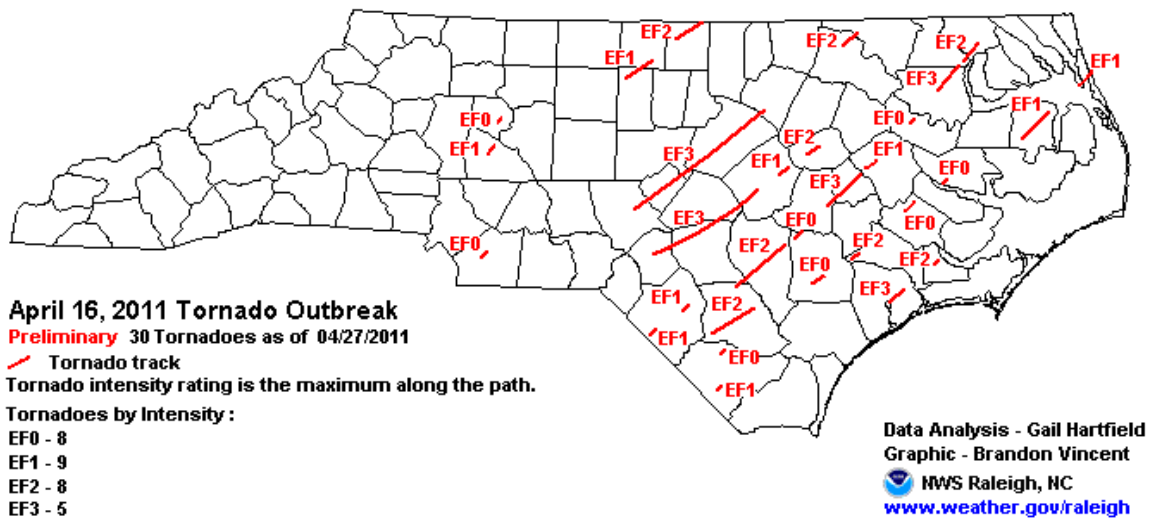 EF2
EF2
EF2
EF1
EF1
EF3
EF1
EF0
EF0
EF2
EF1
EF1
EF3
EF1
EF0
EF3
EF3
EF0
EF0
EF2
EF0
EF2
EF2
EF0
EF3
EF1
EF2
EF1
EF0
EF1
April 16, 2011 Tornado Outbreak
Preliminary 30 Tornadoes as of 04/27/2011
Tornado track
Tornado intensity rating is the maximum along the path.
Tornadoes by Intensity :
EF0 - 8
EF1 - 9
EF2 - 8
EF3 - 5
Data Analysis - Gail Hartfield
Graphic - Brandon Vincent
NWS Raleigh, NC
www.weather.gov/raleigh